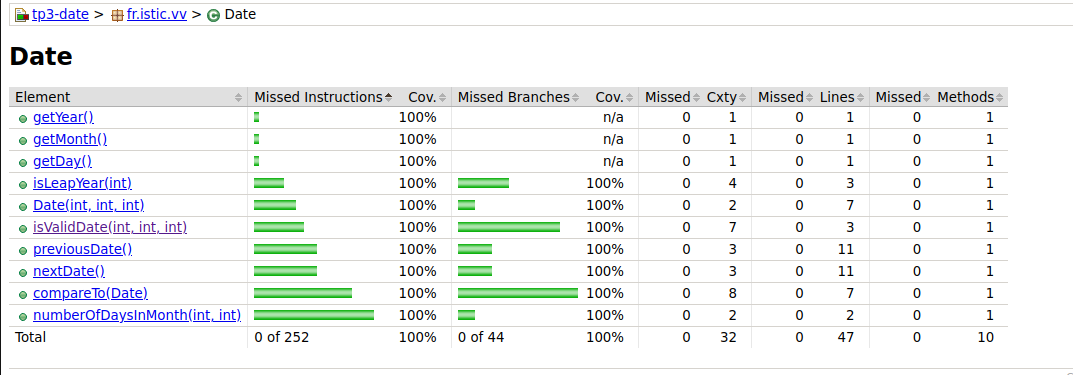 tp3-date > fr.istic.vv > Date
Date
Element Missed Instructions Cov. Missed Branches Cov. Missed Cxty Missed Lines Missed Methods
getYear() 100% n/a 0 1 0 1 0 1
getMonth() 100% n/a 0 1 0 1 0 1
getDay() 100% n/a 0 1 0 1 0 1
isLeapYear(int) 100% 100% 0 4 0 3 0 1
Date(int, int, int) 100% 100% 0 2 0 7 0 1
isValidDate(int, int, int) 100% 100% 0 7 0 3 0 1
previousDate() 100% 100% 0 3 0 11 0 1
nextDate() 100% 100% 0 3 0 11 0 1
compareTo(Date) 100% 100% 0 8 0 7 0 1
numberOfDaysInMonth(int, int) 100% 100% 0 2 0 2 0 1
Total 0 of 252 100% 0 of 44 100% 0 32 0 47 0 10